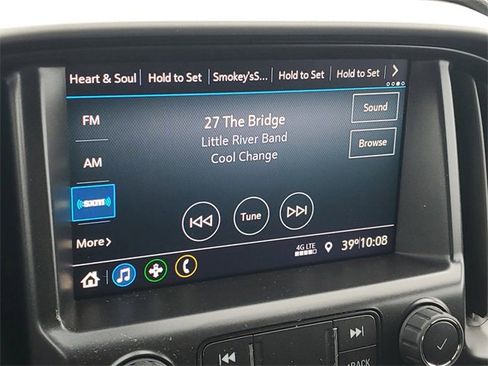 Heart & Soul Hold to Set Smokey'sS... Hold to Set Hold to Set
FM
27 The Bridge
Sound
Little River Band
AM
Cool Change
Browse
((SXM))
Tune
More
4G LTE
39° 10:08
BACK